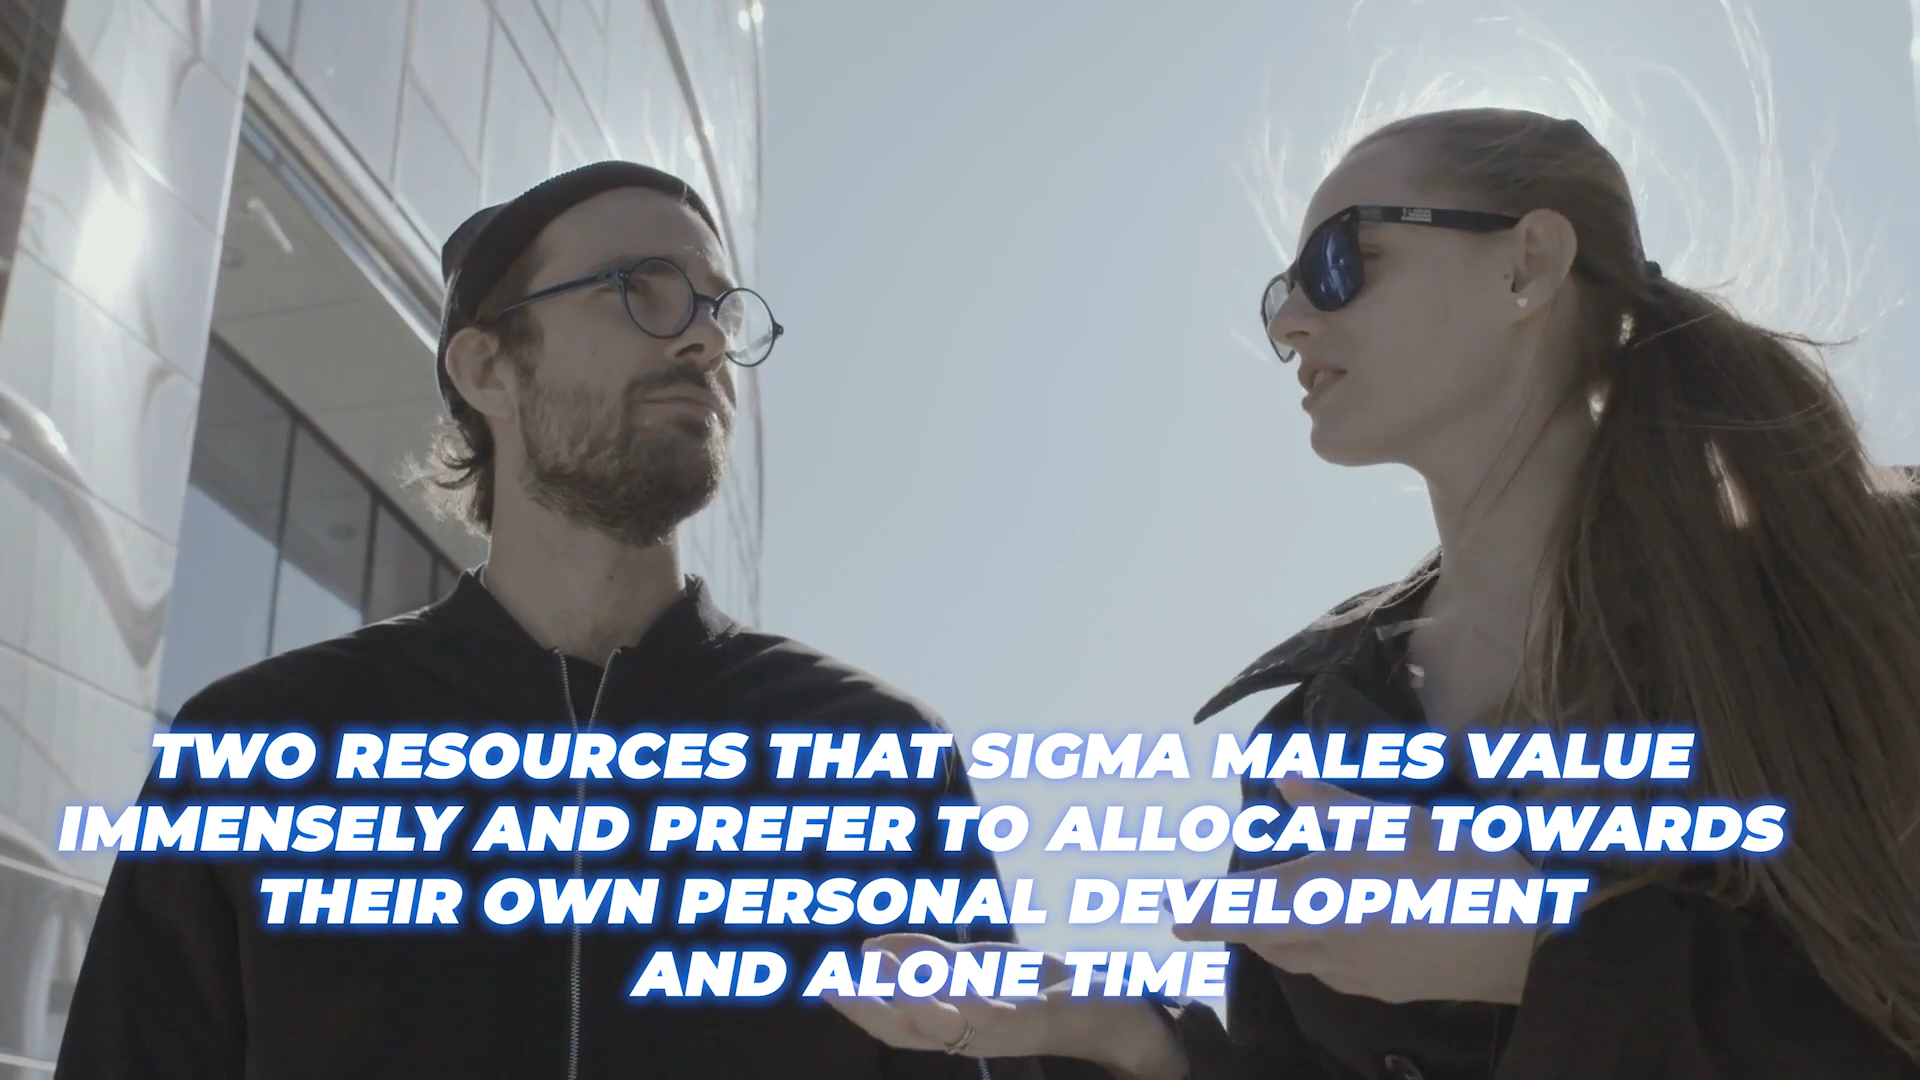 TWO RESOURCES THAT SIGMA MALES VALUE
IMMENSELY AND PREFER TO ALLOCATE TOWARDS
THEIR OWN PERSONAL DEVELOPMENT
AND ALONE TIME